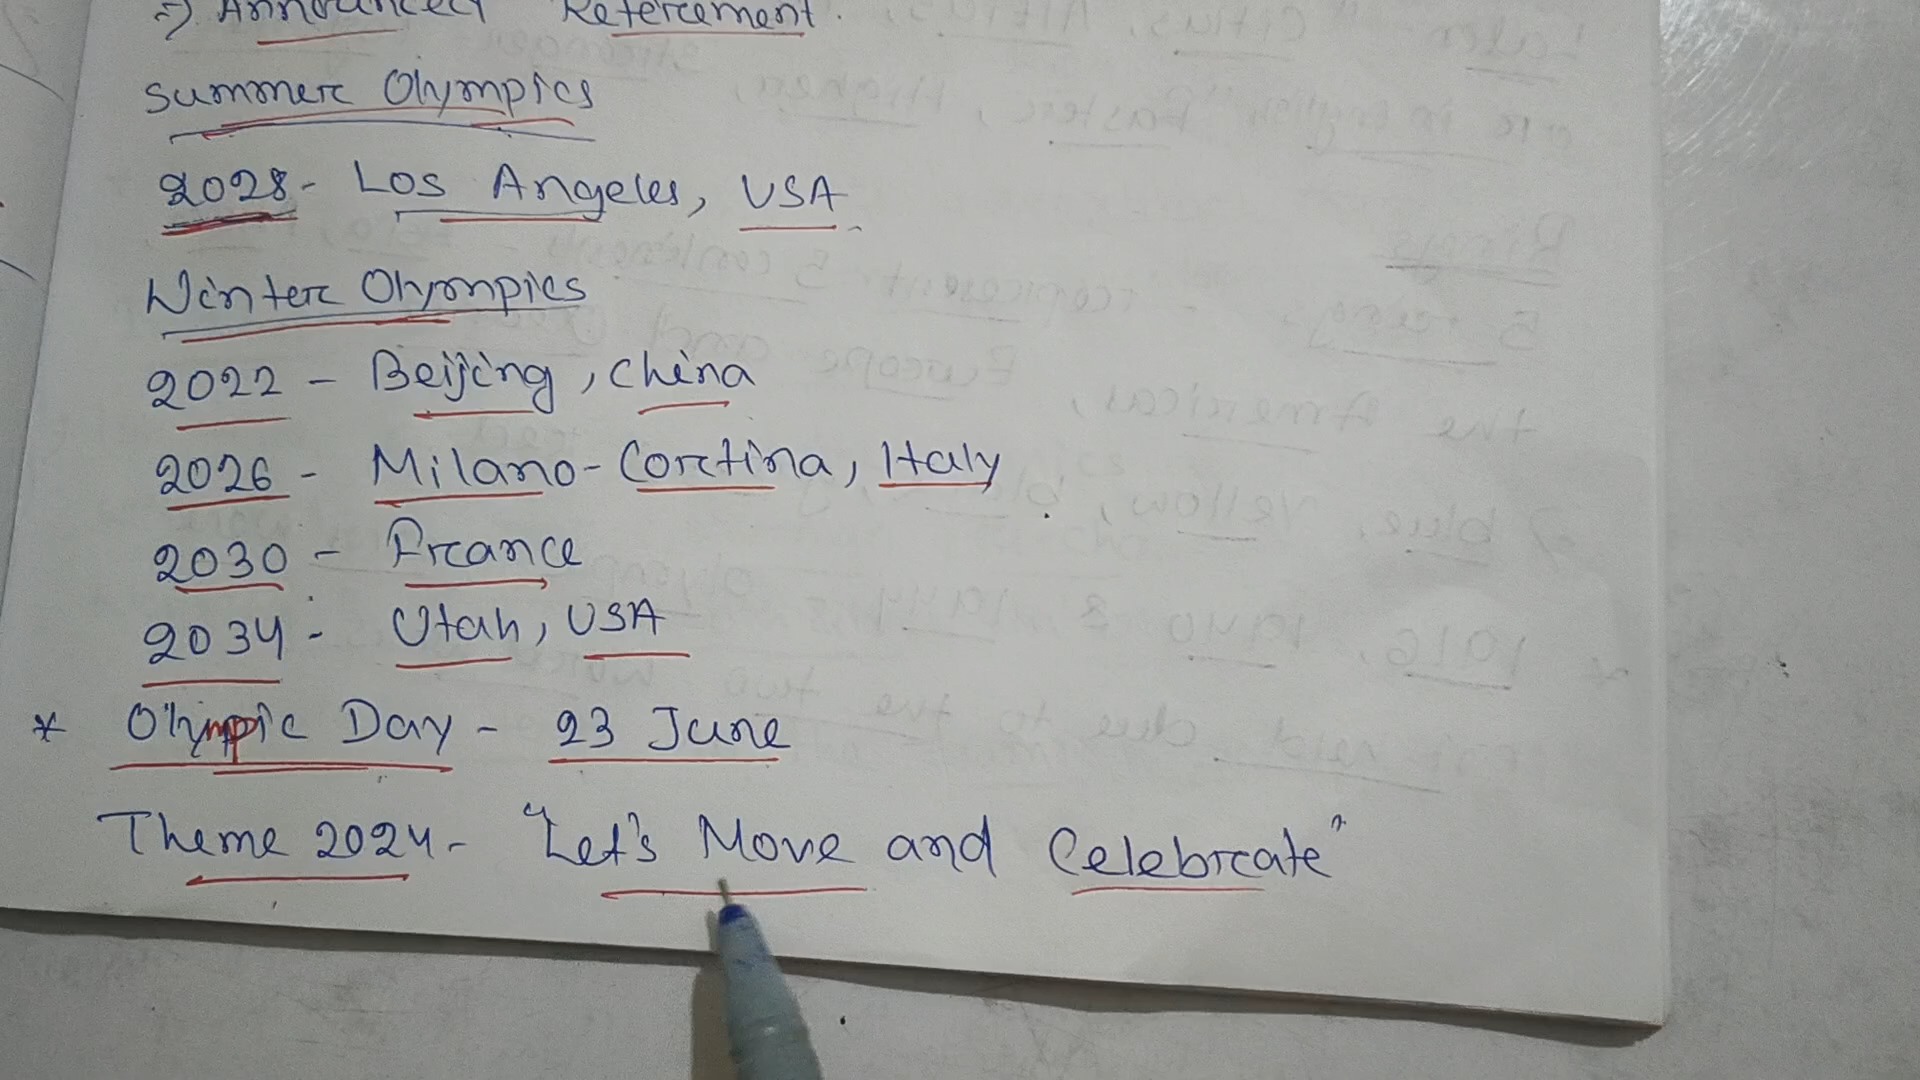 => Announced Retirement.
Summer Olympics
2028 - Los Angeles, USA.
Winter Olympics
2022 - Beijing, China
2026 - Milano-Cortina, Italy
2030 - France
2034 - Utah, USA
* Olympic Day - 23 June
Theme 2024 - "Let's Move and Celebrate"